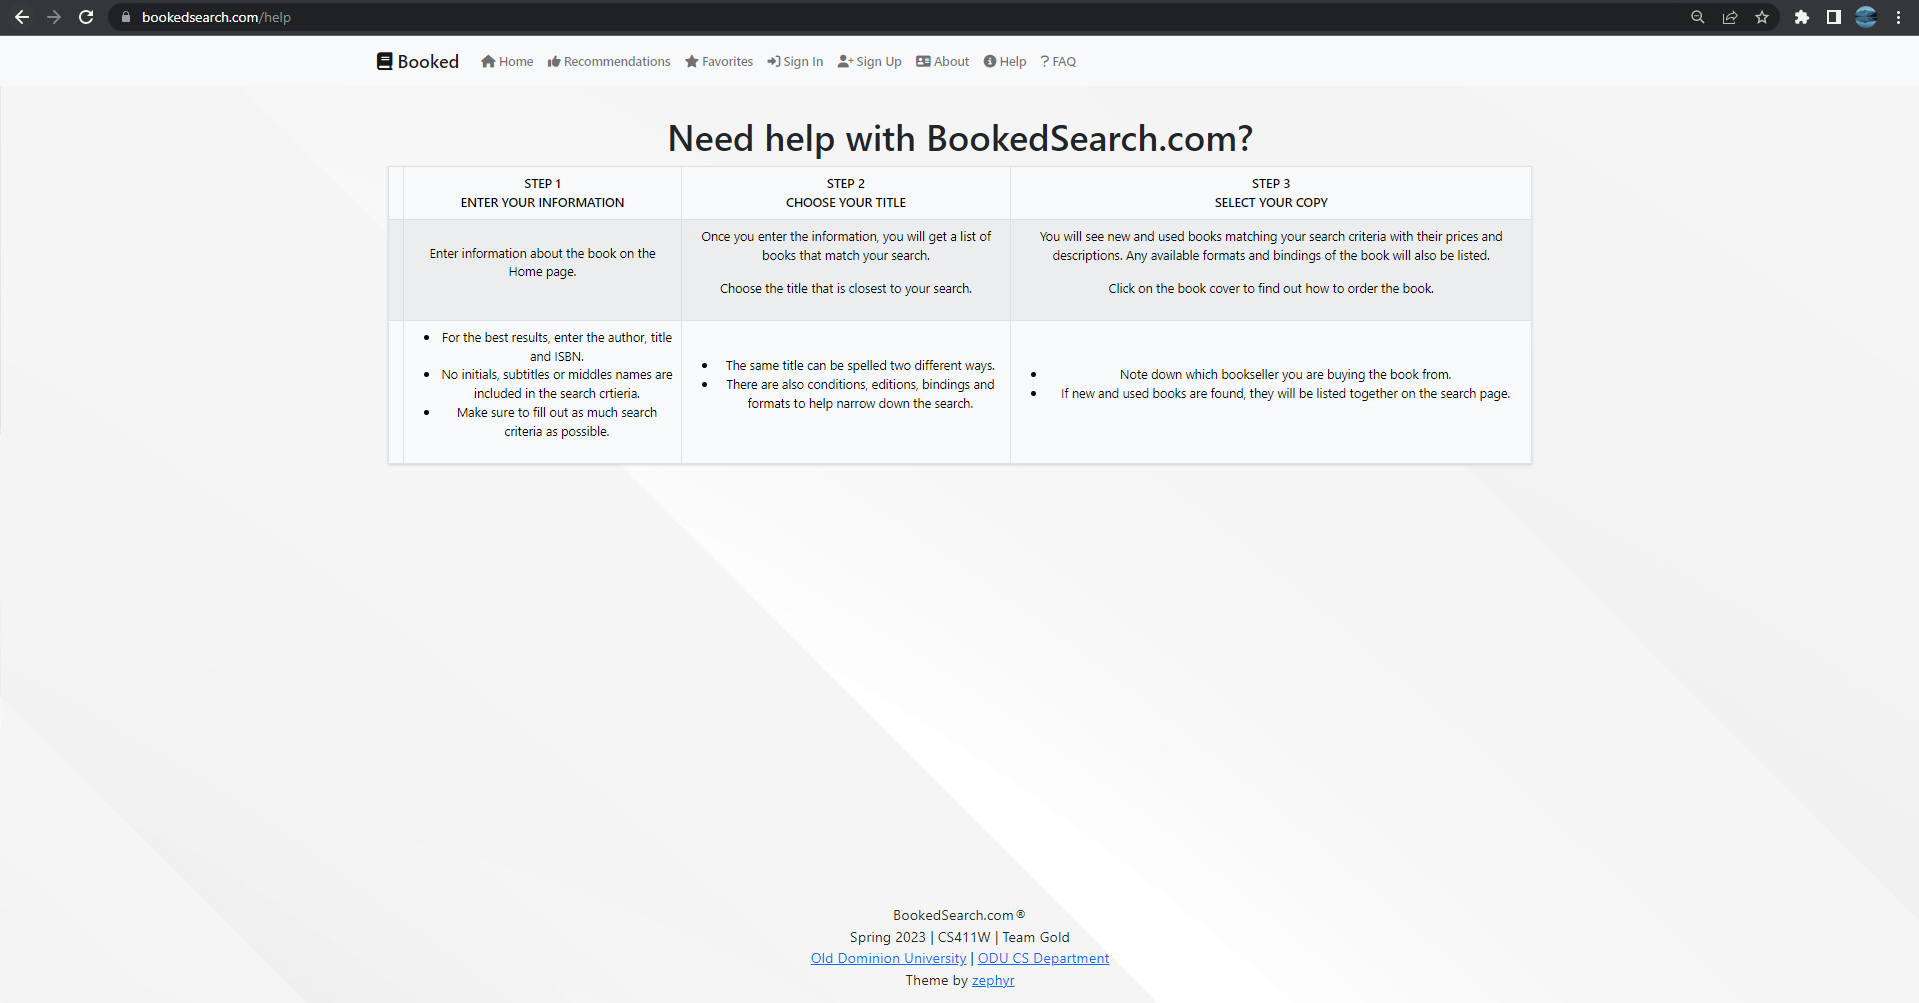 bookedsearch.com/help
Booked Home Recommendations Favorites Sign In Sign Up About Help ? FAQ
Need help with BookedSearch.com?
STEP 1
ENTER YOUR INFORMATION
STEP 2
CHOOSE YOUR TITLE
STEP 3
SELECT YOUR COPY
Enter information about the book on the
Home page.
Once you enter the information, you will get a list of
books that match your search.
Choose the title that is closest to your search.
You will see new and used books matching your search criteria with their prices and
descriptions. Any available formats and bindings of the book will also be listed.
Click on the book cover to find out how to order the book.
• For the best results, enter the author, title
and ISBN.
• No initials, subtitles or middles names are
included in the search crtieria.
• Make sure to fill out as much search
criteria as possible.
• The same title can be spelled two different ways.
• There are also conditions, editions, bindings and
formats to help narrow down the search.
• Note down which bookseller you are buying the book from.
• If new and used books are found, they will be listed together on the search page.
BookedSearch.com®
Spring 2023 | CS411W | Team Gold
Old Dominion University | ODU CS Department
Theme by zephyr